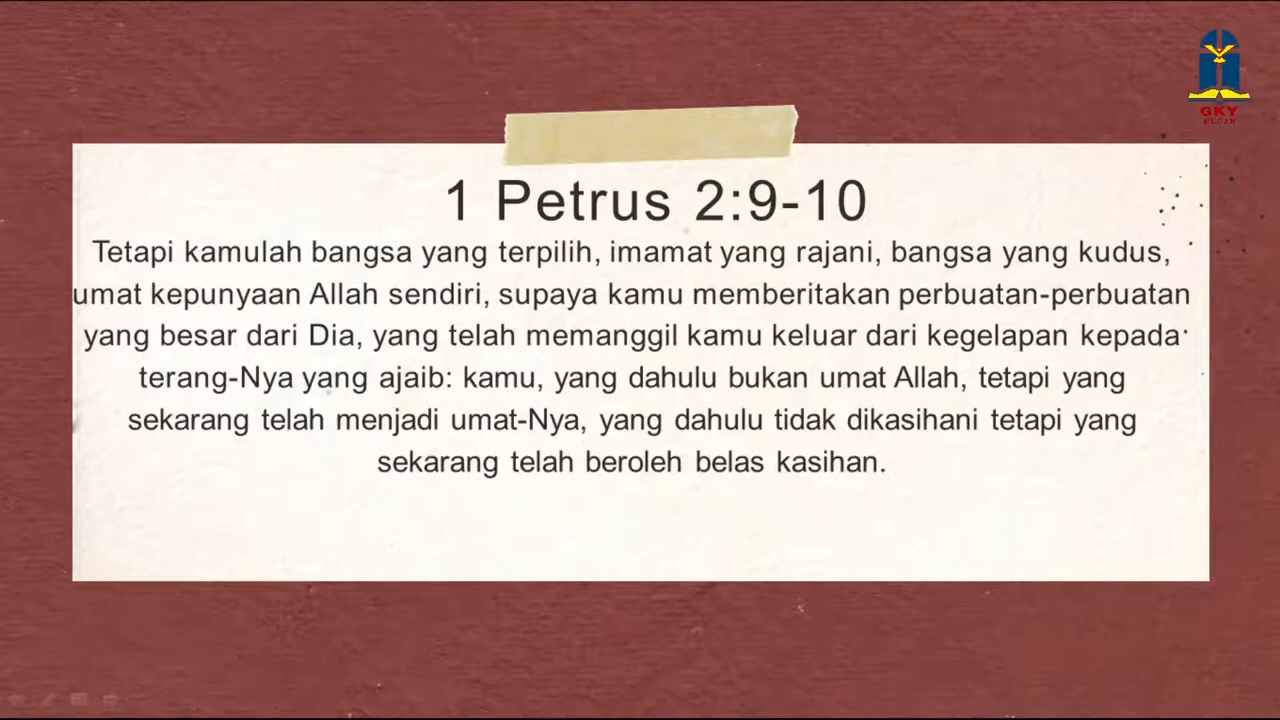 GKY
1 Petrus 2:9-10
Tetapi kamulah bangsa yang terpilih, imamat yang rajani, bangsa yang kudus,
umat kepunyaan Allah sendiri, supaya kamu memberitakan perbuatan-perbuatan
yang besar dari Dia, yang telah memanggil kamu keluar dari kegelapan kepada
terang-Nya yang ajaib: kamu, yang dahulu bukan umat Allah, tetapi yang
sekarang telah menjadi umat-Nya, yang dahulu tidak dikasihani tetapi yang
sekarang telah beroleh belas kasihan.